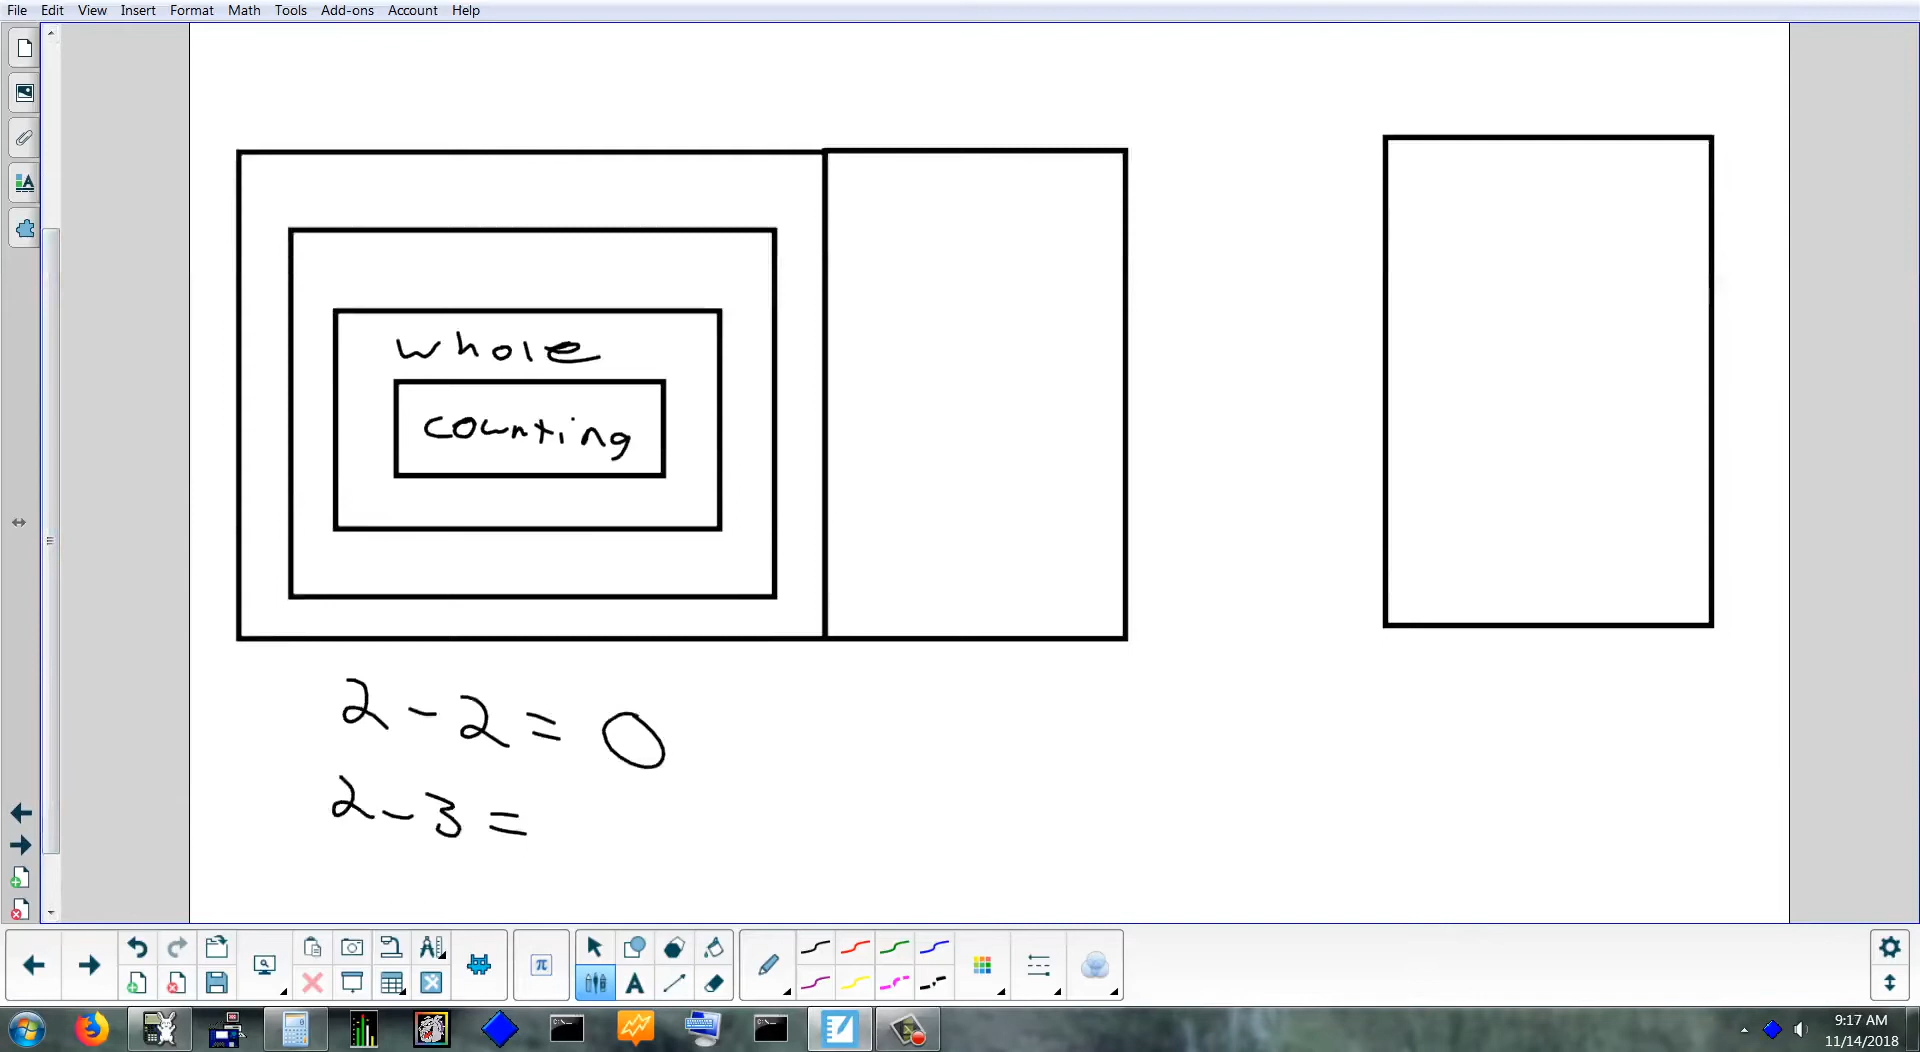 File Edit View Insert Format Math Tools Add-ons Account Help
whole
counting
2 - 2 = 0
2 - 3 =
A
π
A
9:17 AM
11/14/2018